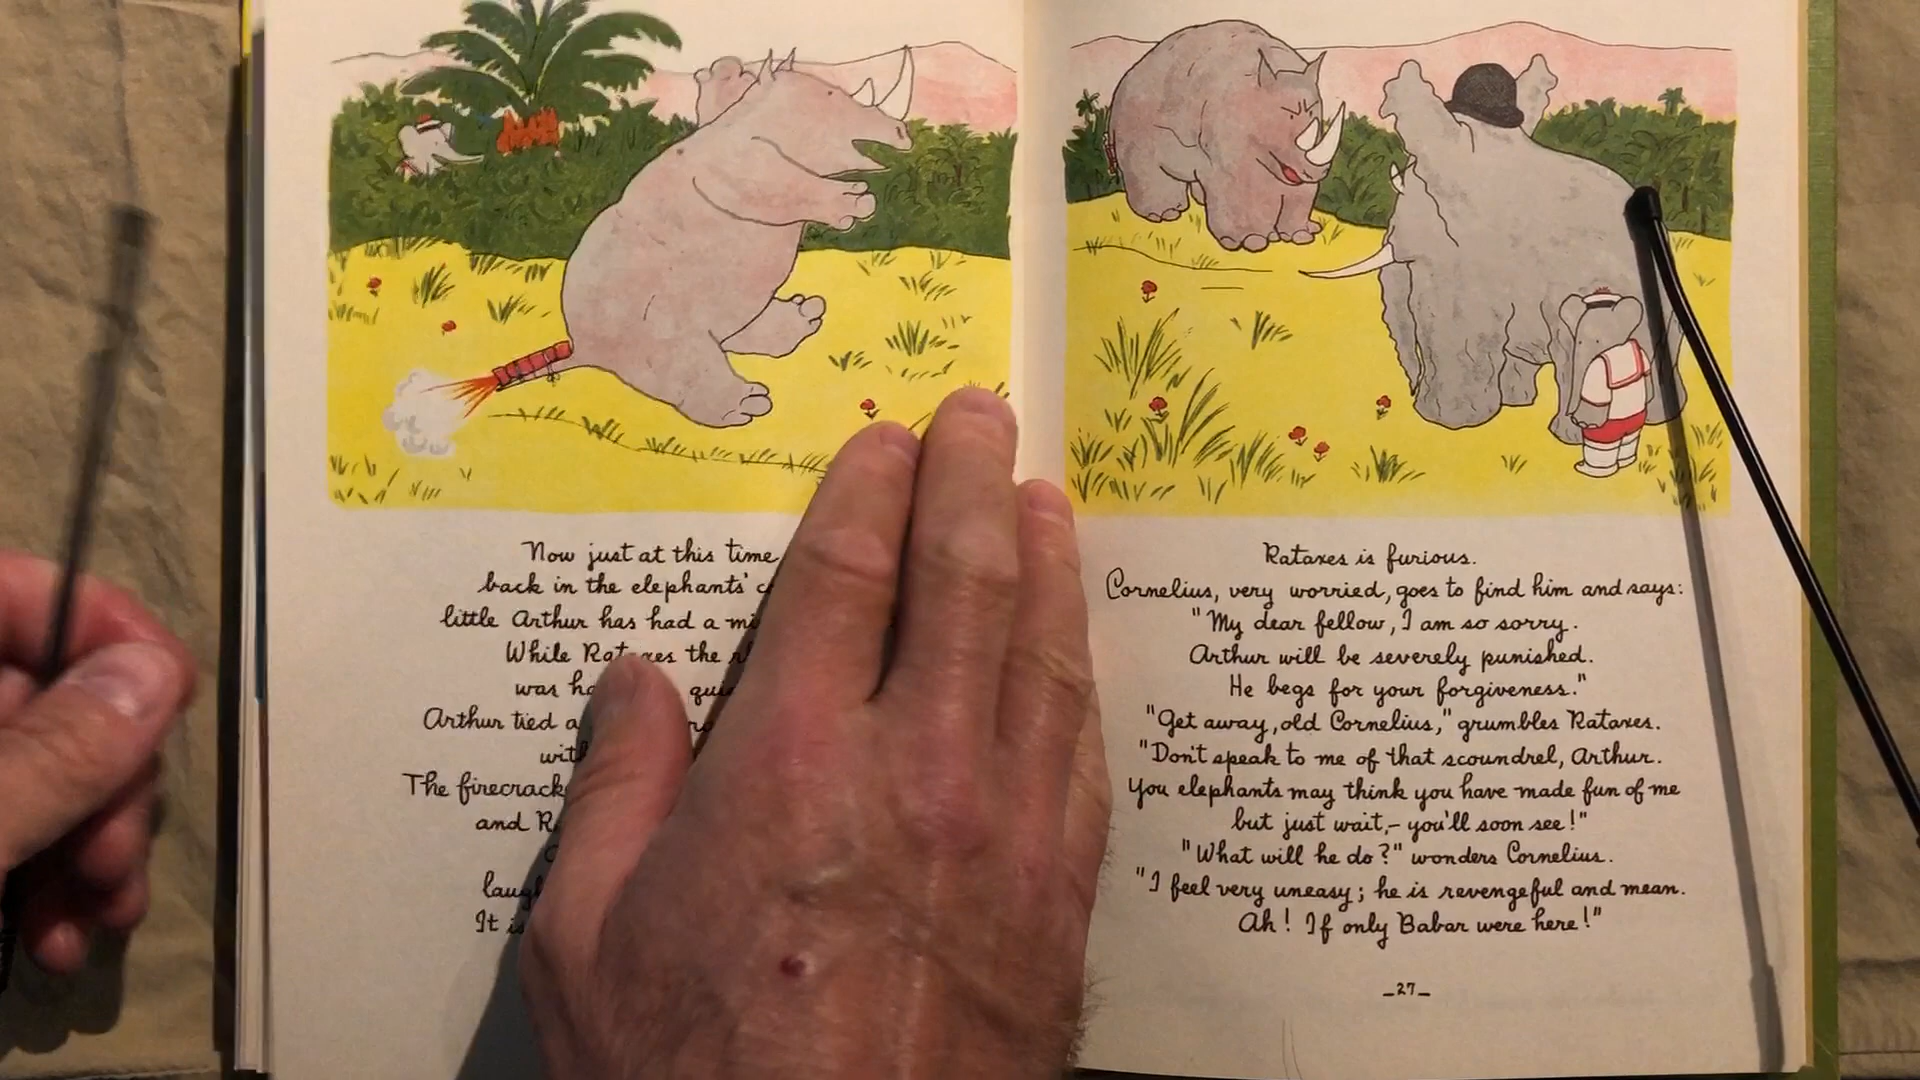 Now just at this time
back in the elephants'
little Arthur has had a
While Rataxes the
was
Arthur tied a
with
The firecrack
and
laugh
It is
Rataxes is furious.
Cornelius, very worried, goes to find him and says:
"My dear fellow, I am so sorry.
Arthur will be severely punished.
He begs for your forgiveness."
"Get away, old Cornelius," grumbles Rataxes.
"Don't speak to me of that scoundrel, Arthur.
You elephants may think you have made fun of me
but just wait,- you'll soon see!"
"What will he do?" wonders Cornelius.
"I feel very uneasy; he is revengeful and mean.
Ah! If only Babar were here!"
_27_